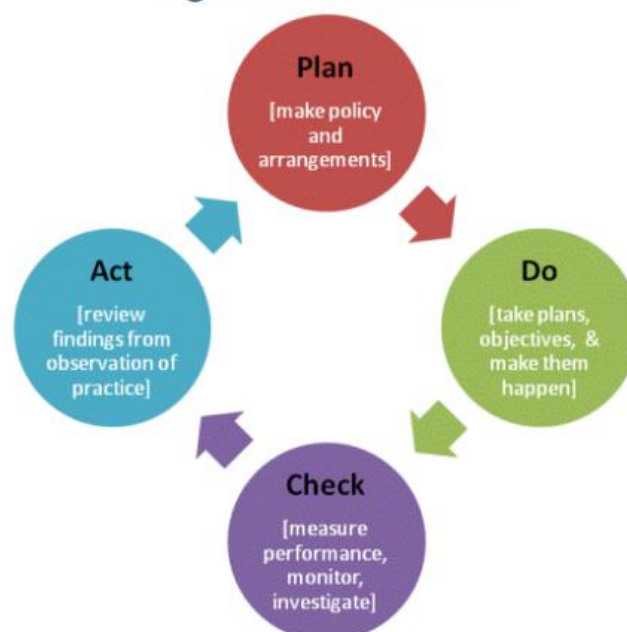 Plan
[make policy
and
arrangements]
Do
[take plans,
objectives, &
make them
happen]
Check
[measure
performance,
monitor,
investigate]
Act
[review
findings from
observation of
practice]